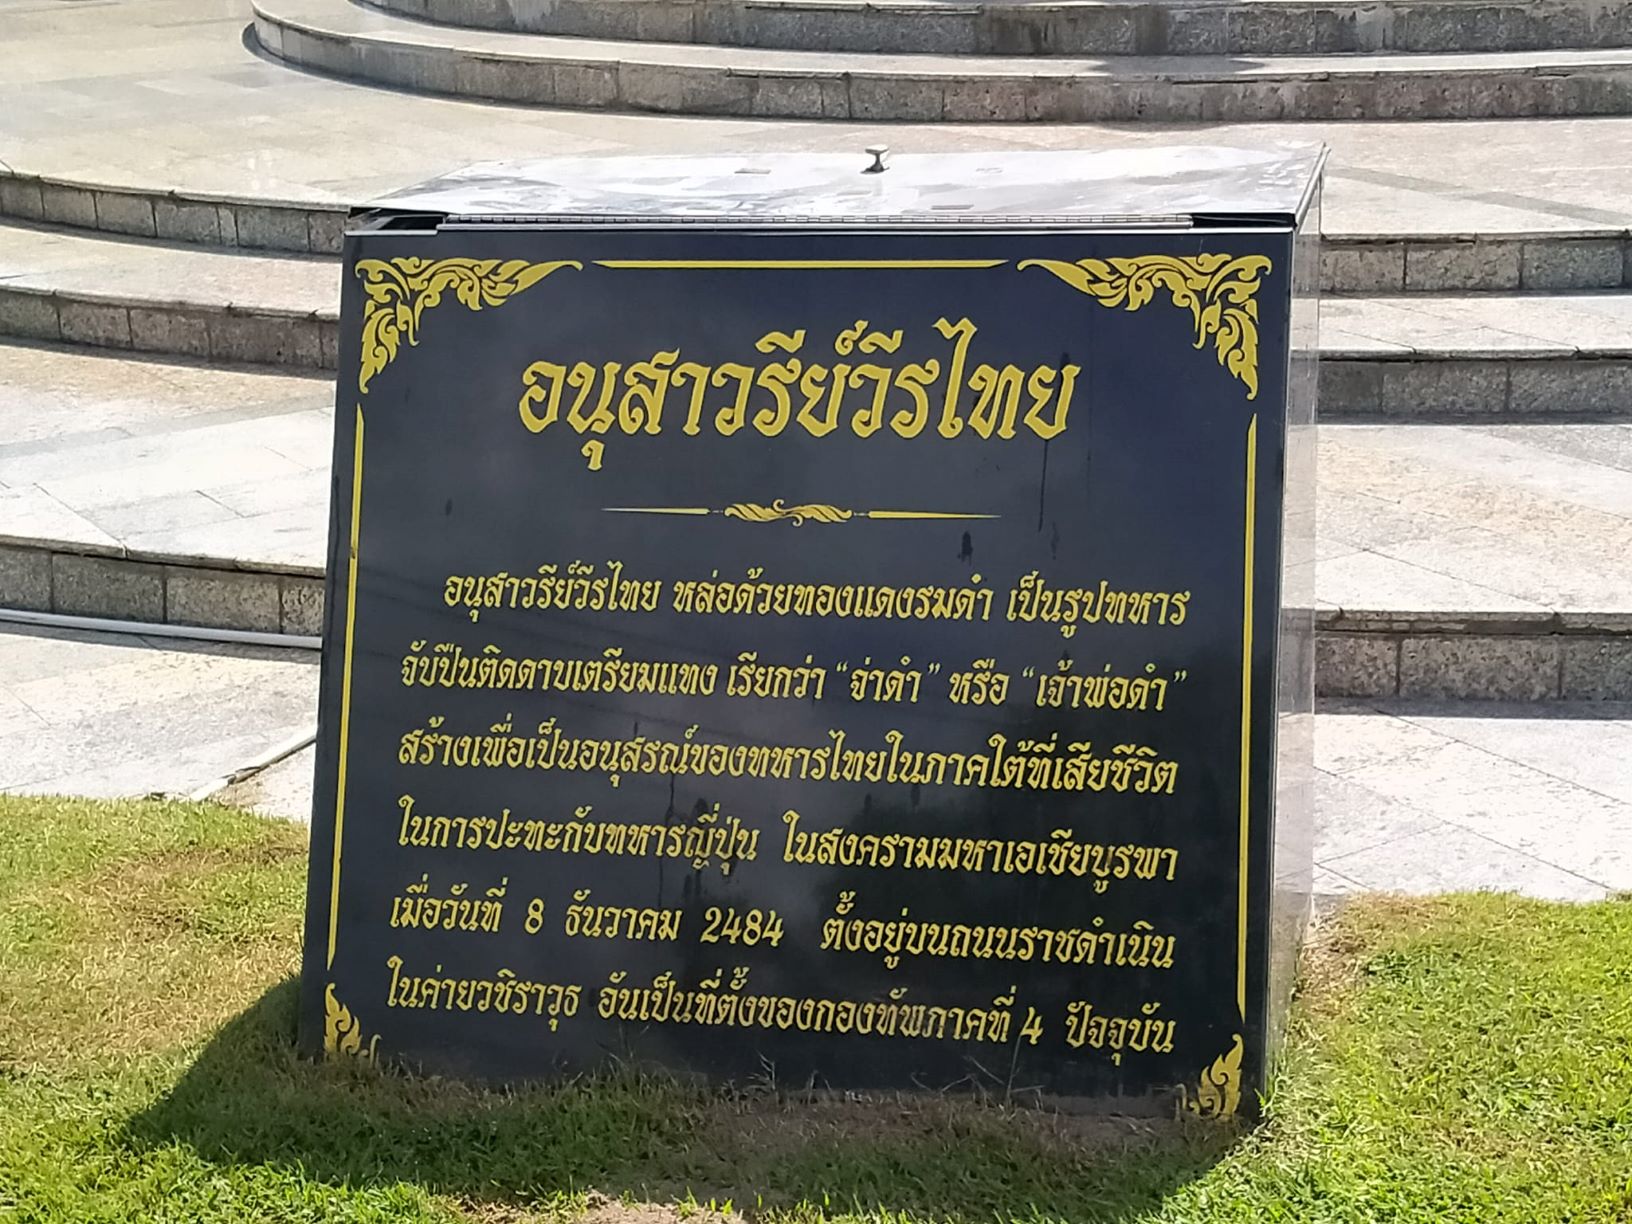 อนุสาวรีย์วีรไทย
อนุสาวรีย์วีรไทย หล่อด้วยทองแดงรมดำ เป็นรูปทหาร
จับปืนติดดาบเตรียมแทง เรียกว่า “จ่าดำ” หรือ “เจ้าพ่อดำ”
สร้างเพื่อเป็นอนุสรณ์ของทหารไทยในภาคใต้ที่เสียชีวิต
ในการปะทะกับทหารญี่ปุ่น ในสงครามมหาเอเชียบูรพา
เมื่อวันที่ 8 ธันวาคม 2484 ตั้งอยู่บนถนนราชดำเนิน
ในค่ายวชิราวุธ อันเป็นที่ตั้งของกองทัพภาคที่ 4 ปัจจุบัน